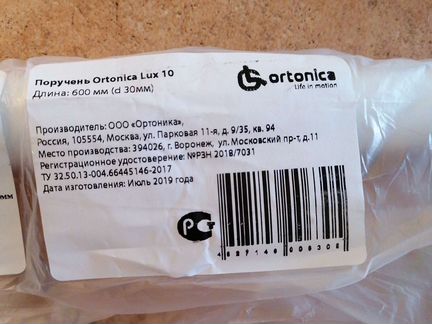 Поручень Ortonica Lux 10
Длина: 600 мм (d 30мм)
ortonica
Life in motion
Производитель: ООО «Ортоника»,
Россия, 105554, Москва, ул. Парковая 11-я, д. 9/35, кв. 94
Место производства: 394026, г. Воронеж, ул. Московский пр-т, д.11
Регистрационное удостоверение: №РЗН 2018/7031
ТУ 32.50.13-004.66445146-2017
Дата изготовления: Июль 2019 года